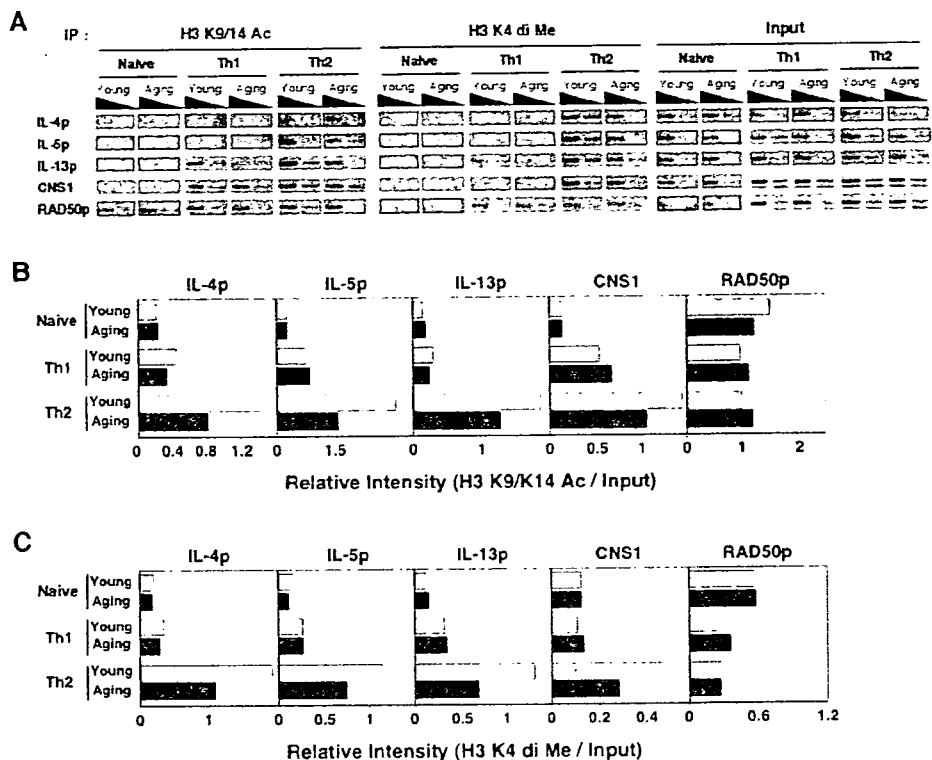 A
IP : H3 K9/14 Ac H3 K4 di Me Input
Naive Th1 Th2 Naive Th1 Th2 Naive Th1 Th2
Young Aging Young Aging Young Aging Young Aging Young Aging Young Aging Young Aging Young Aging Young Aging
IL-4p
IL-5p
IL-13p
CNS1
RAD50p
B
IL-4p IL-5p IL-13p CNS1 RAD50p
Naive Young
Aging
Th1 Young
Aging
Th2 Young
Aging
0 0.4 0.8 1.2 0 1.5 0 1 0 0.5 1 0 1 2
Relative Intensity (H3 K9/K14 Ac / Input)
C
IL-4p IL-5p IL-13p CNS1 RAD50p
Naive Young
Aging
Th1 Young
Aging
Th2 Young
Aging
0 1 0 0.5 1 0 0.5 1 0 0.2 0.4 0 0.6 1.2
Relative Intensity (H3 K4 di Me / Input)